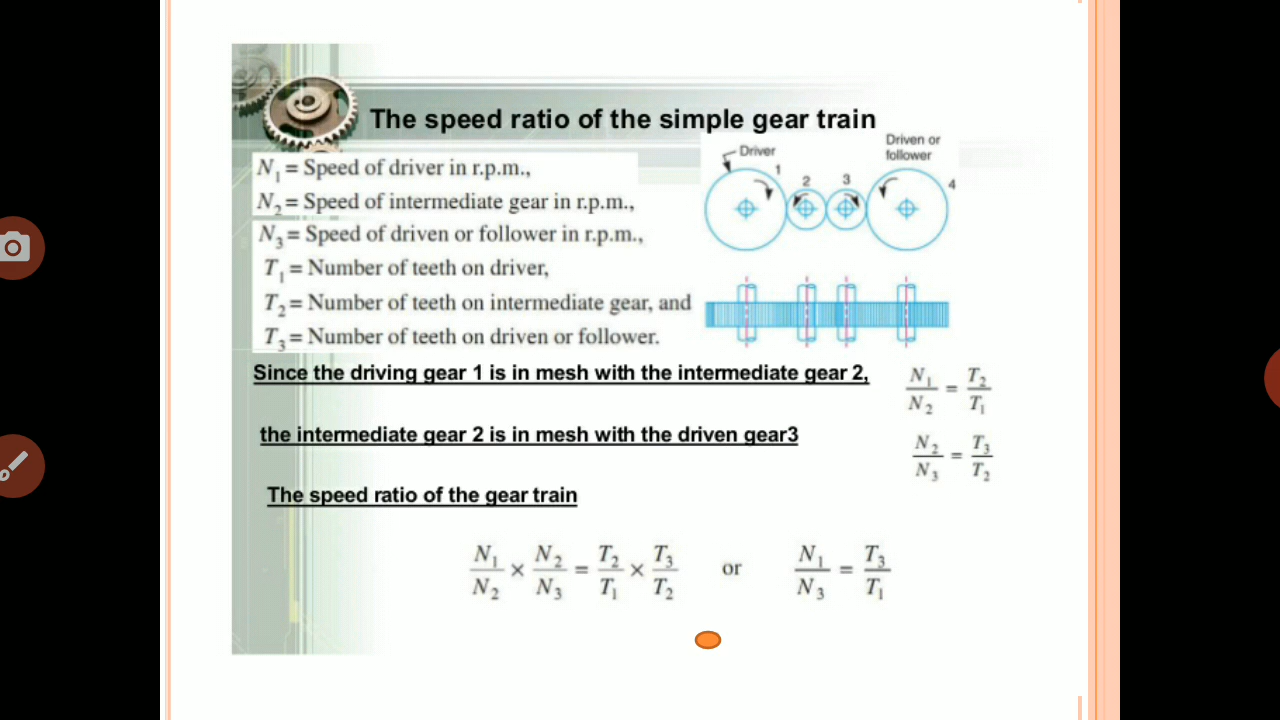 The speed ratio of the simple gear train
N₁ = Speed of driver in r.p.m.,
N₂ = Speed of intermediate gear in r.p.m.,
N₃ = Speed of driven or follower in r.p.m.,
T₁ = Number of teeth on driver,
T₂ = Number of teeth on intermediate gear, and
T₃ = Number of teeth on driven or follower.
Driver
Driven or
follower
1
2
3
4
Since the driving gear 1 is in mesh with the intermediate gear 2,
N₁/N₂ = T₂/T₁
the intermediate gear 2 is in mesh with the driven gear3
N₂/N₃ = T₃/T₂
The speed ratio of the gear train
N₁/N₂ × N₂/N₃ = T₂/T₁ × T₃/T₂ or N₁/N₃ = T₃/T₁